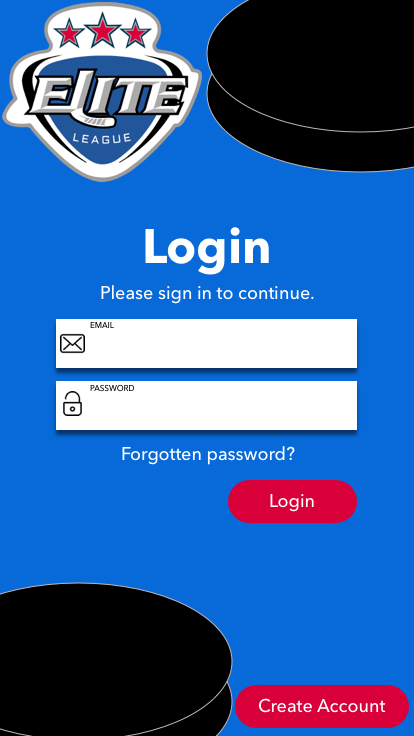 ELITE
LEAGUE
Login
Please sign in to continue.
EMAIL
PASSWORD
Forgotten password?
Login
Create Account